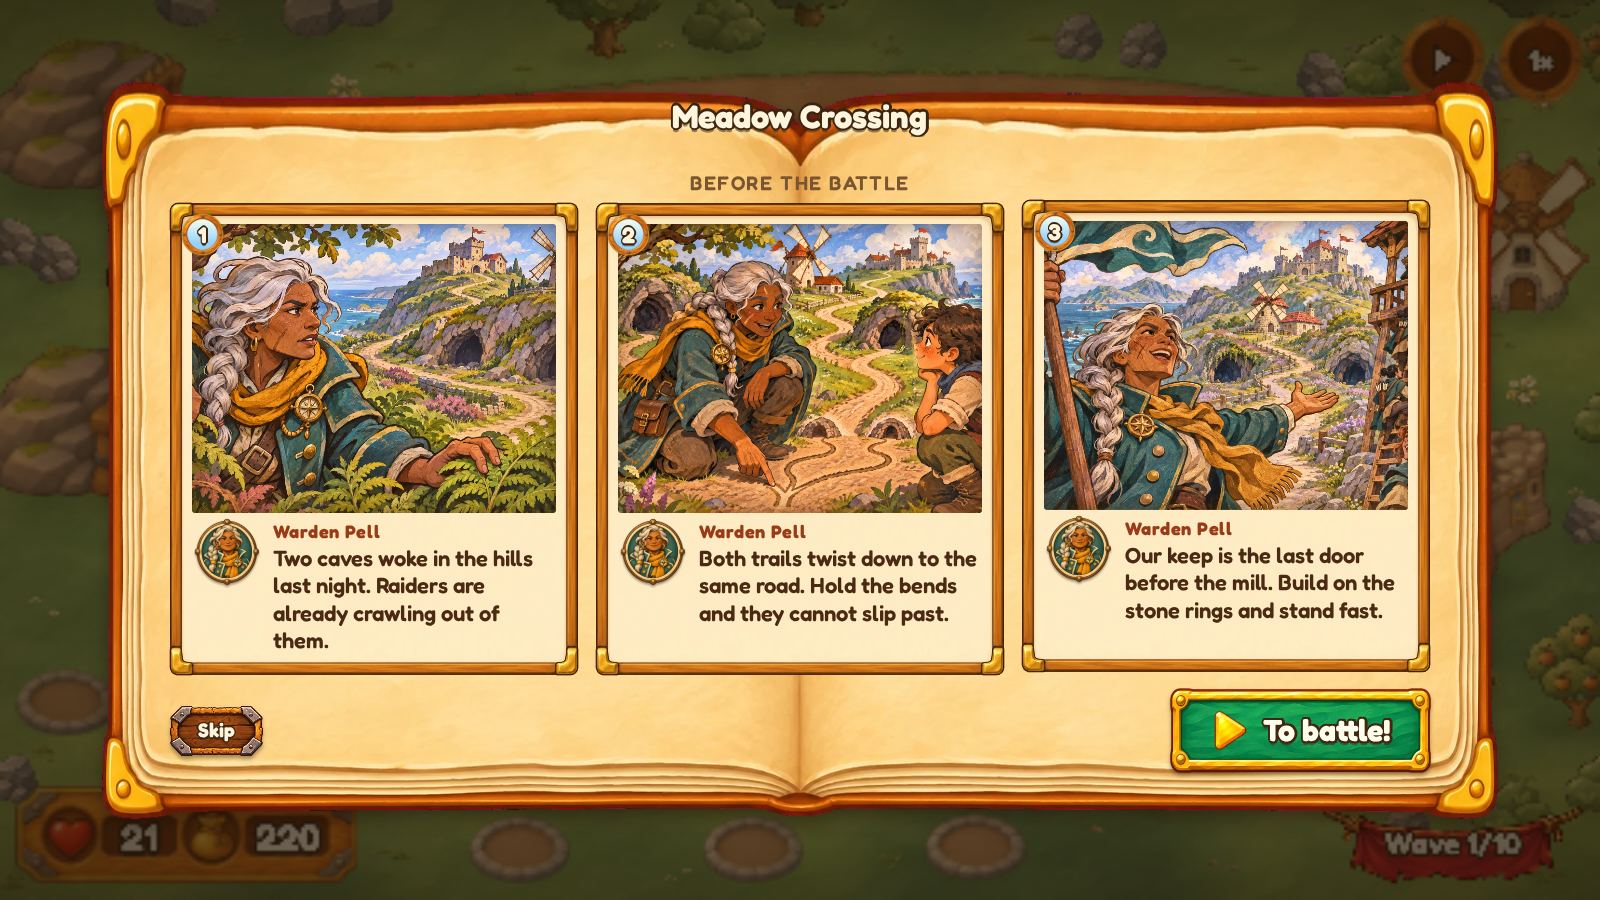 1x
Meadow Crossing
BEFORE THE BATTLE
1
Warden Pell
Two caves woke in the hills
last night. Raiders are
already crawling out of
them.
2
Warden Pell
Both trails twist down to the
same road. Hold the bends
and they cannot slip past.
3
Warden Pell
Our keep is the last door
before the mill. Build on the
stone rings and stand fast.
Skip
To battle!
21
220
Wave 1/10